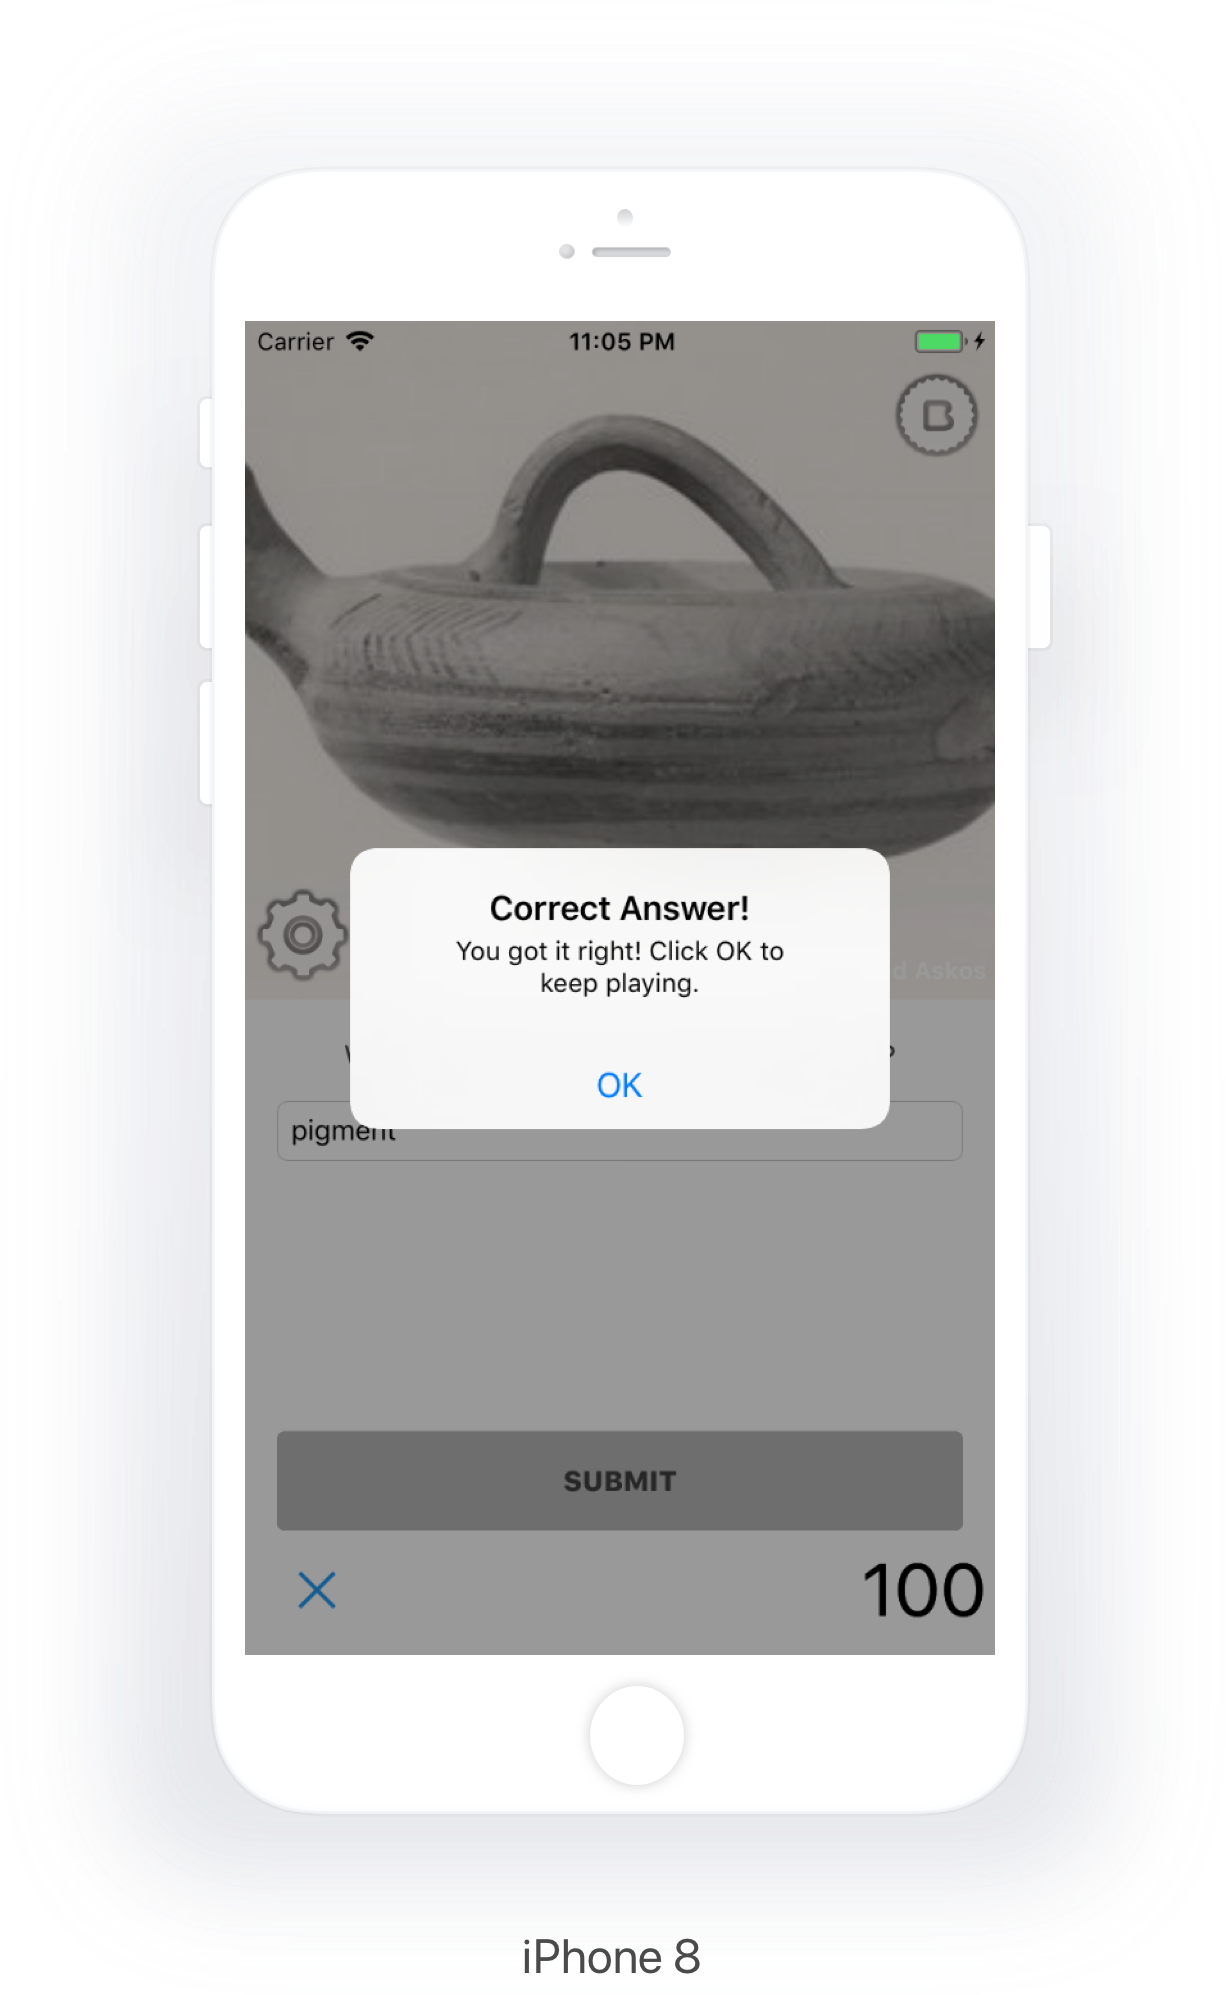 Carrier
11:05 PM
B
Correct Answer!
You got it right! Click OK to
keep playing.
Askos
OK
pigment
SUBMIT
100
iPhone 8